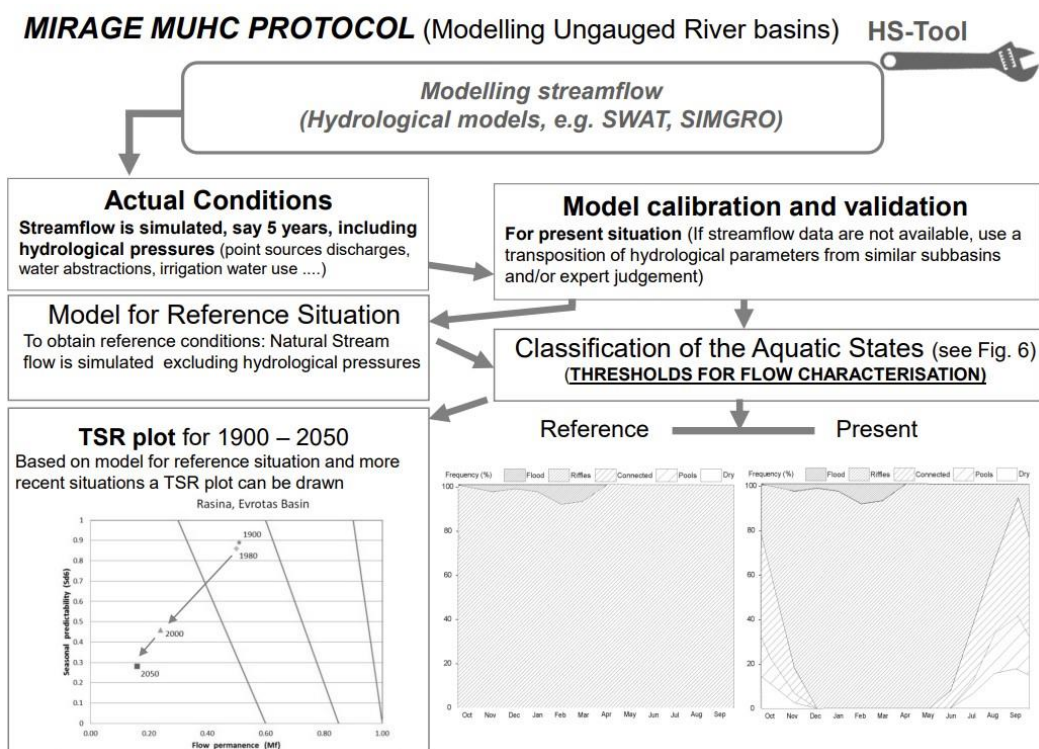 MIRAGE MUHC PROTOCOL (Modelling Ungauged River basins)
HS-Tool
Modelling streamflow
(Hydrological models, e.g. SWAT, SIMGRO)
Actual Conditions
Streamflow is simulated, say 5 years, including
hydrological pressures (point sources discharges,
water abstractions, irrigation water use ....)
Model calibration and validation
For present situation (If streamflow data are not available, use a
transposition of hydrological parameters from similar subbasins
and/or expert judgement)
Model for Reference Situation
To obtain reference conditions: Natural Stream
flow is simulated excluding hydrological pressures
Classification of the Aquatic States (see Fig. 6)
(THRESHOLDS FOR FLOW CHARACTERISATION)
TSR plot for 1900 – 2050
Based on model for reference situation and more
recent situations a TSR plot can be drawn
Rasina, Evrotas Basin
Seasonal predictability (Sd6)
1
0.9
0.8
0.7
0.6
0.5
0.4
0.3
0.2
0.1
0
1900
1980
2000
2050
0.00 0.20 0.40 0.60 0.80 1.00
Flow permanence (Mf)
Reference Present
Frequency (%) Flood Riffles Connected Pools Dry
100
80
60
40
20
0
Oct Nov Dec Jan Feb Mar Apr May Jun Jul Aug Sep
Frequency (%) Flood Riffles Connected Pools Dry
100
80
60
40
20
0
Oct Nov Dec Jan Feb Mar Apr May Jun Jul Aug Sep